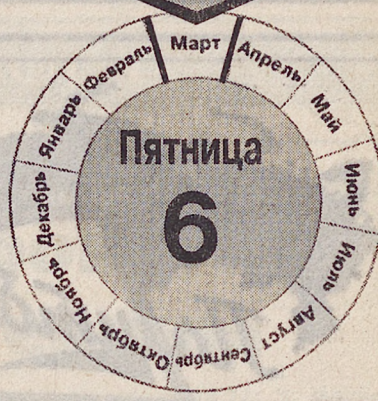 Март
Апрель
Май
Июнь
Июль
Август
Сентябрь
Октябрь
Ноябрь
Декабрь
Январь
Февраль
Пятница
6